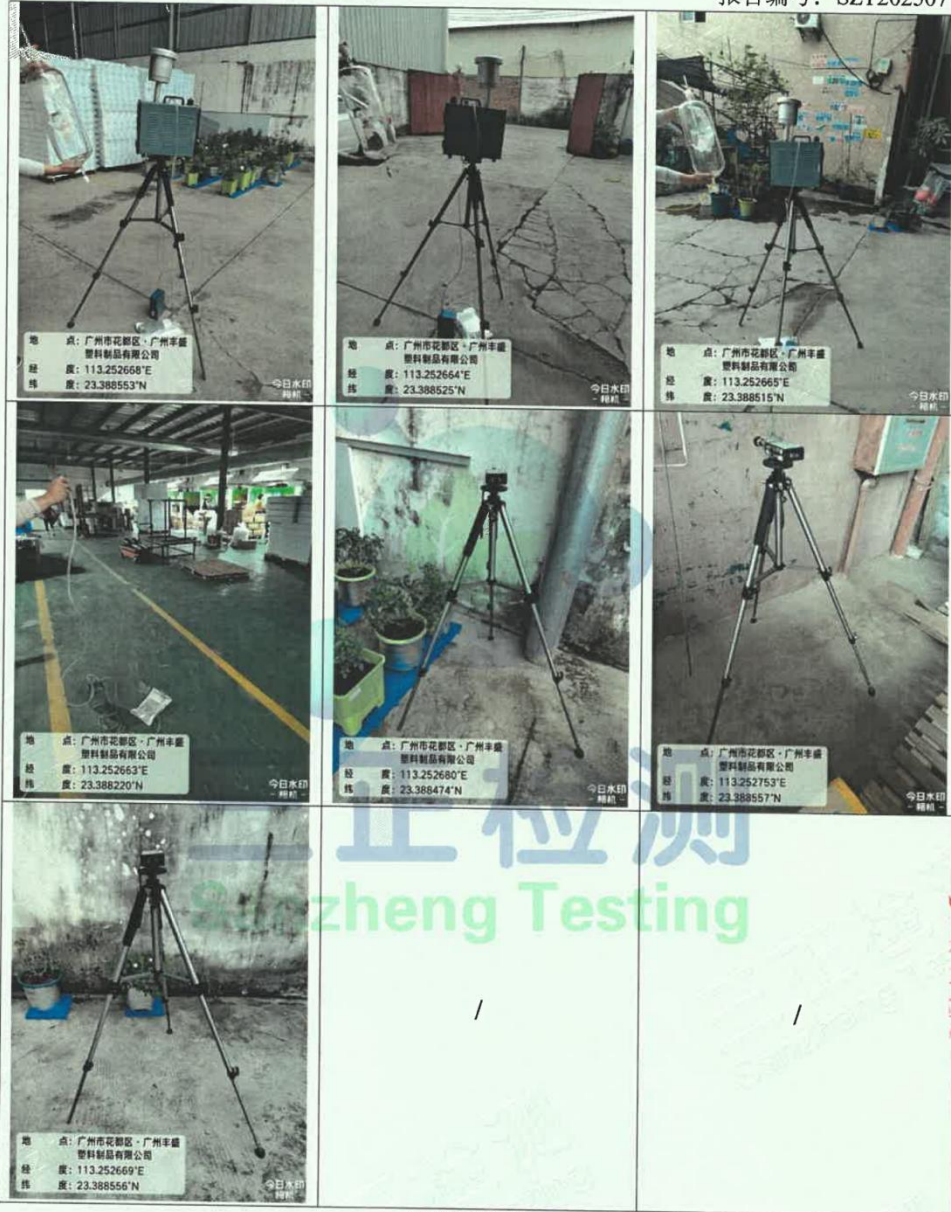 报告编号：SZT202507
地 点：广州市花都区·广州丰盛
塑料制品有限公司
经 度：113.252668°E
纬 度：23.388553°N
今日水印
- 相机 -
地 点：广州市花都区·广州丰盛
塑料制品有限公司
经 度：113.252664°E
纬 度：23.388525°N
今日水印
- 相机 -
地 点：广州市花都区·广州丰盛
塑料制品有限公司
经 度：113.252665°E
纬 度：23.388515°N
今日水印
- 相机 -
地 点：广州市花都区·广州丰盛
塑料制品有限公司
经 度：113.252663°E
纬 度：23.388220°N
今日水印
- 相机 -
地 点：广州市花都区·广州丰盛
塑料制品有限公司
经 度：113.252680°E
纬 度：23.388474°N
今日水印
- 相机 -
地 点：广州市花都区·广州丰盛
塑料制品有限公司
经 度：113.252753°E
纬 度：23.388557°N
今日水印
- 相机 -
三正检测
Sanzheng Testing
地 点：广州市花都区·广州丰盛
塑料制品有限公司
经 度：113.252669°E
纬 度：23.388556°N
今日水印
- 相机 -
/
/